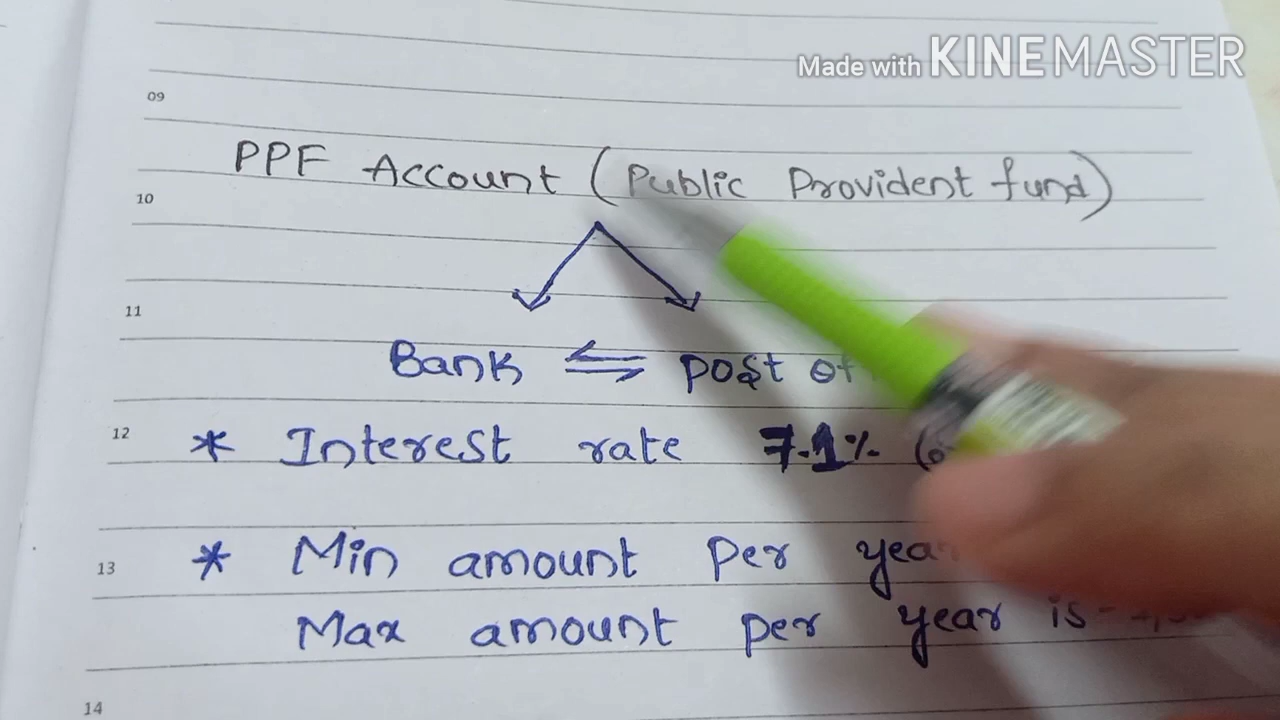 Made with KINEMASTER
09
PPF Account (Public Provident fund)
10
11
Bank ⇌ post
12
* Interest rate 7.1%
13
* Min amount Per year
Max amount per year is
14